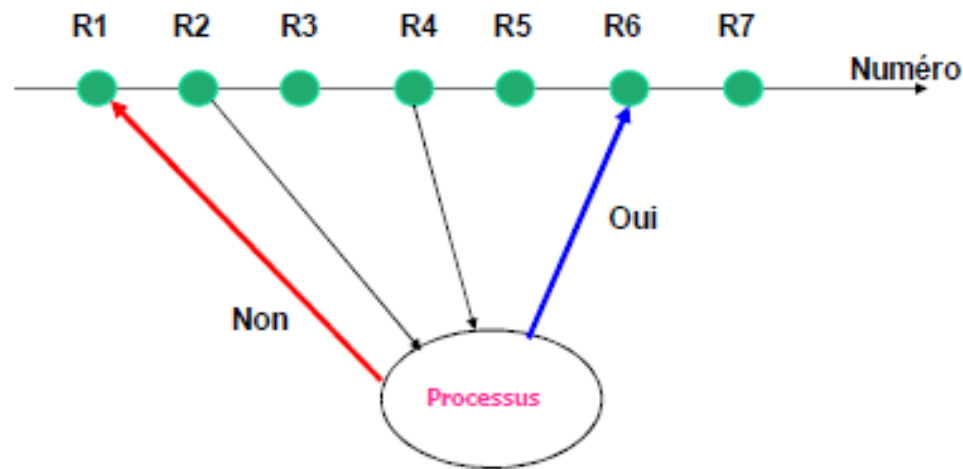 R1 R2 R3 R4 R5 R6 R7
Numéro
Oui
Non
Processus